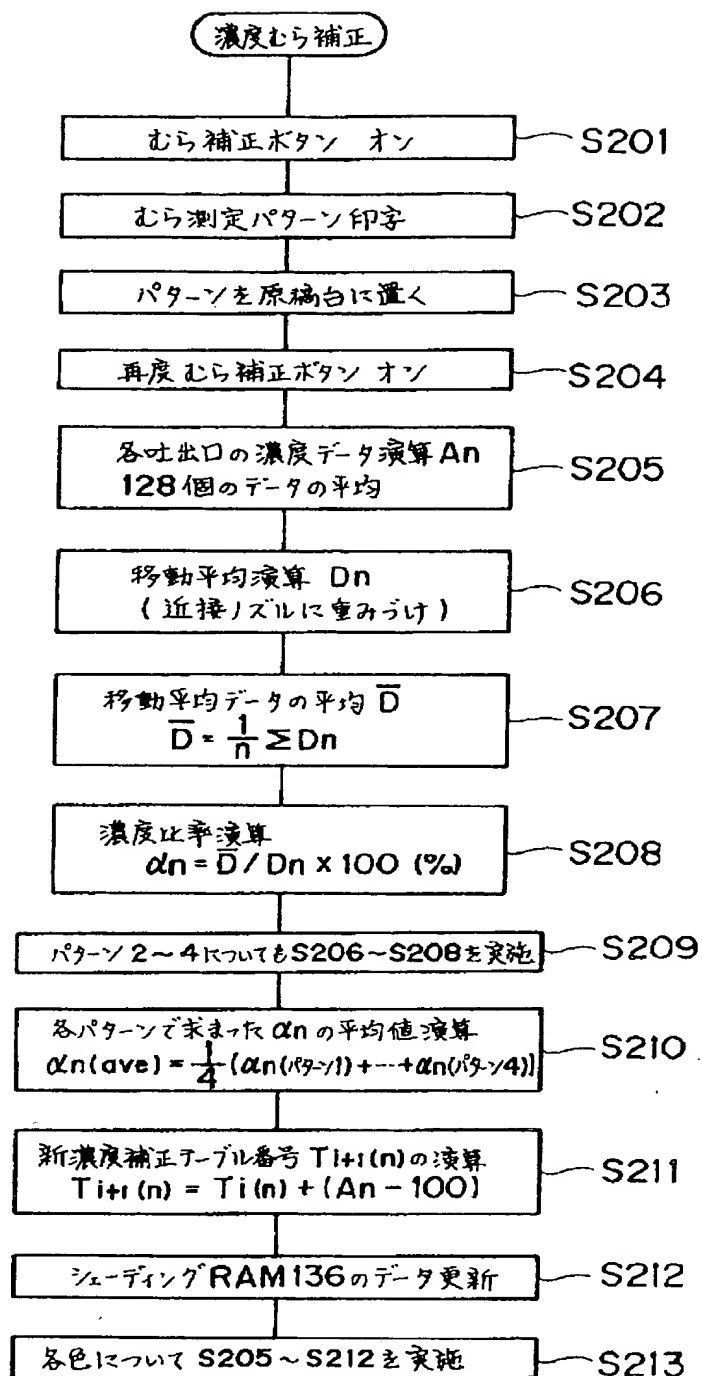 濃度むら補正
むら補正ボタン オン
S201
むら測定パターン印字
S202
パターンを原稿台に置く
S203
再度むら補正ボタン オン
S204
各吐出口の濃度データ演算 An
128個のデータの平均
S205
移動平均演算 Dn
(近接ノズルに重みづけ)
S206
移動平均データの平均 D̅
D̅ = 1/n ΣDn
S207
濃度比率演算
αn = D̅ / Dn × 100 (%)
S208
パターン2~4についてもS206~S208を実施
S209
各パターンで求まった αn の平均値演算
αn(ave) = 1/4 {αn(パターン1) + ··· + αn(パターン4)}
S210
新濃度補正テーブル番号 Ti+1(n)の演算
Ti+1(n) = Ti(n) + (An − 100)
S211
シェーディングRAM136のデータ更新
S212
各色について S205~S212を実施
S213